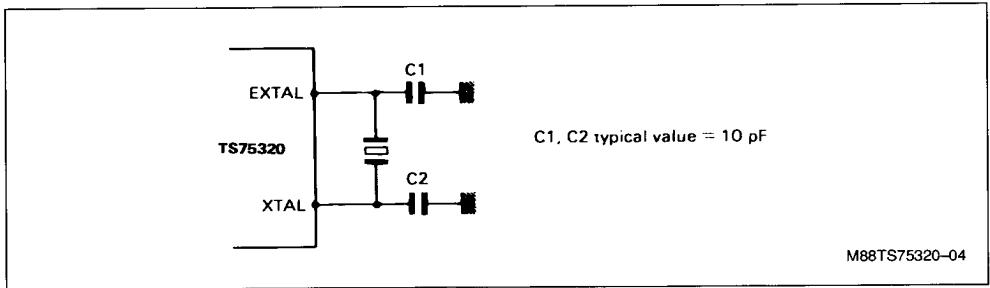 C1
EXTAL
C1, C2 typical value = 10 pF
TS75320
C2
XTAL
M88TS75320-04